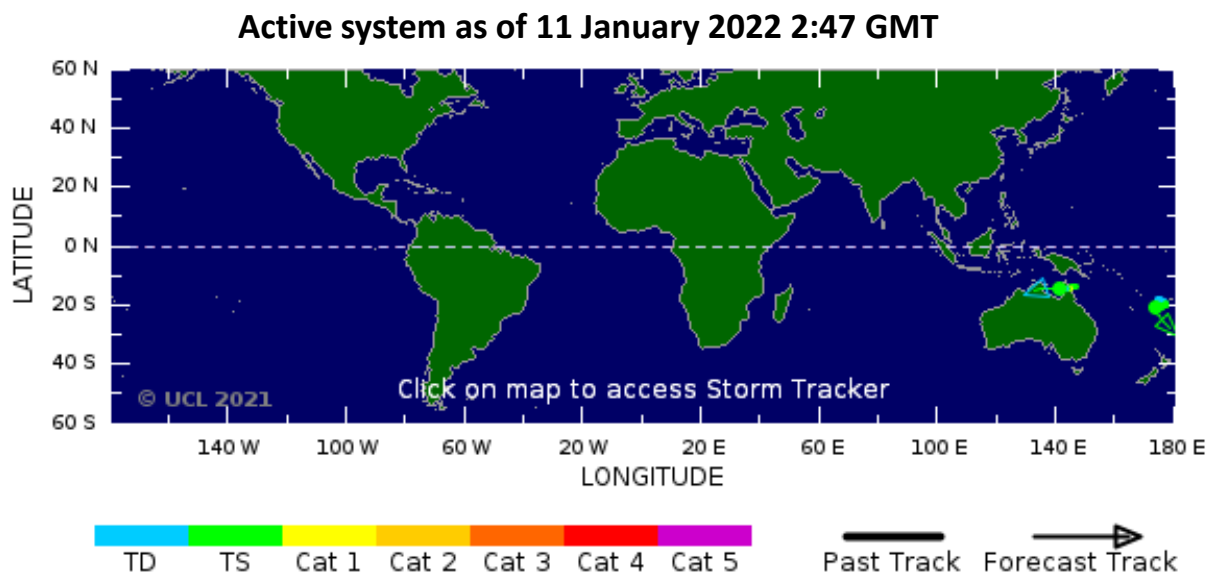 Active system as of 11 January 2022 2:47 GMT
60 N
40 N
20 N
0 N
20 S
40 S
60 S
LATITUDE
© UCL 2021
Click on map to access Storm Tracker
140 W 100 W 60 W 20 W 20 E 60 E 100 E 140 E 180 E
LONGITUDE
TD TS Cat 1 Cat 2 Cat 3 Cat 4 Cat 5 Past Track Forecast Track